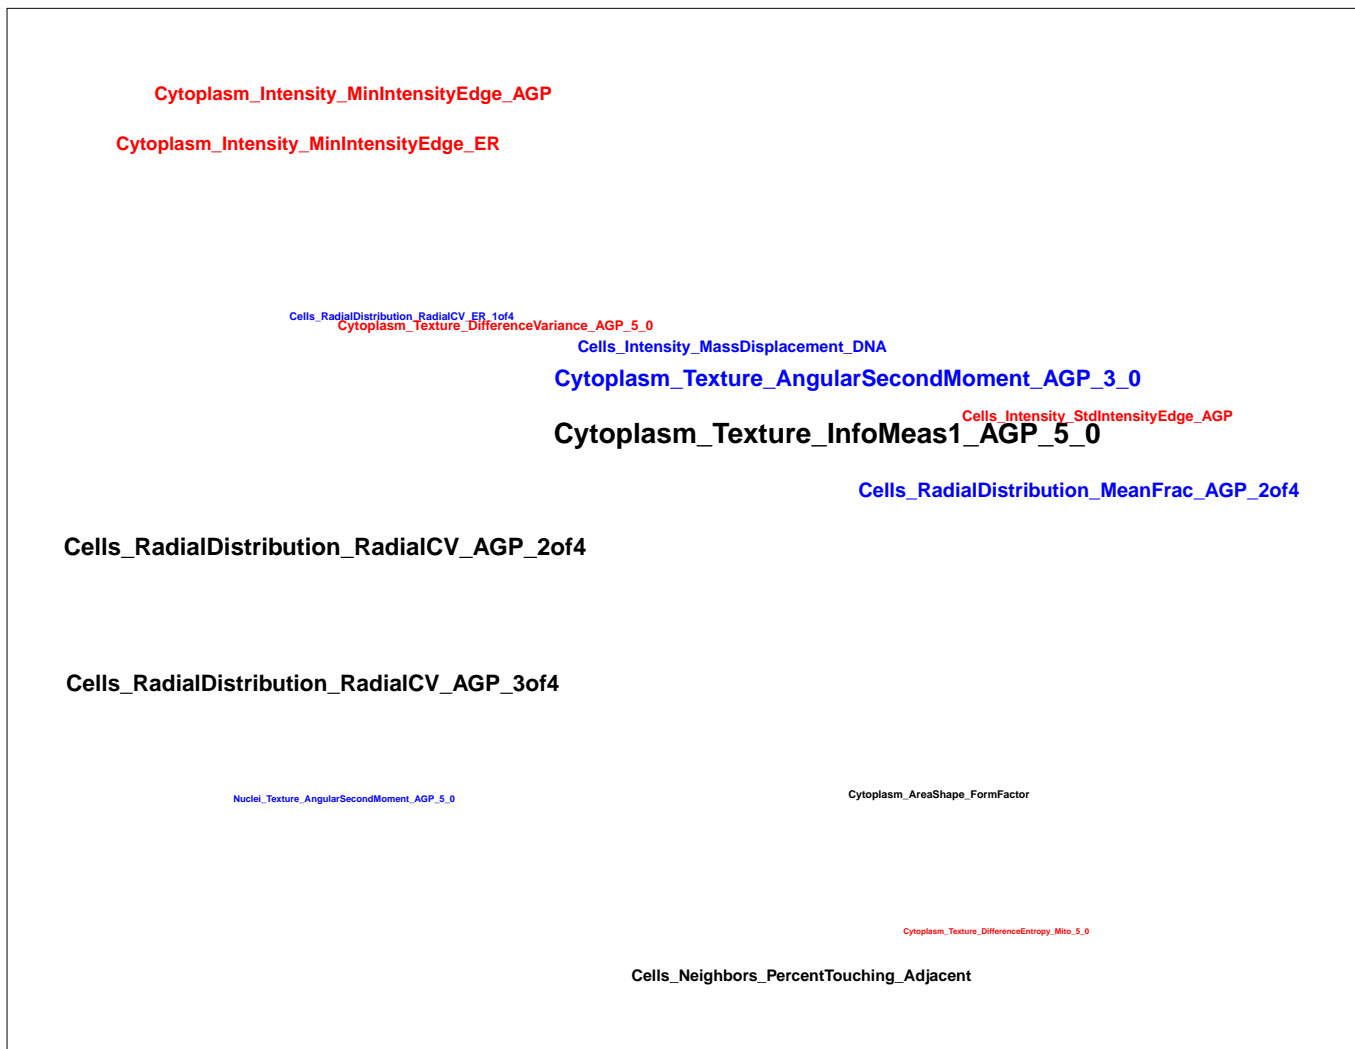 Cytoplasm_Intensity_MinIntensityEdge_AGP
Cytoplasm_Intensity_MinIntensityEdge_ER
Cells_RadialDistribution_RadialCV_ER_1of4
Cytoplasm_Texture_DifferenceVariance_AGP_5_0
Cells_Intensity_MassDisplacement_DNA
Cytoplasm_Texture_AngularSecondMoment_AGP_3_0
Cells_Intensity_StdIntensityEdge_AGP
Cytoplasm_Texture_InfoMeas1_AGP_5_0
Cells_RadialDistribution_MeanFrac_AGP_2of4
Cells_RadialDistribution_RadialCV_AGP_2of4
Cells_RadialDistribution_RadialCV_AGP_3of4
Cytoplasm_AreaShape_FormFactor
Nuclei_Texture_AngularSecondMoment_AGP_5_0
Cytoplasm_Texture_DifferenceEntropy_Mito_5_0
Cells_Neighbors_PercentTouching_Adjacent